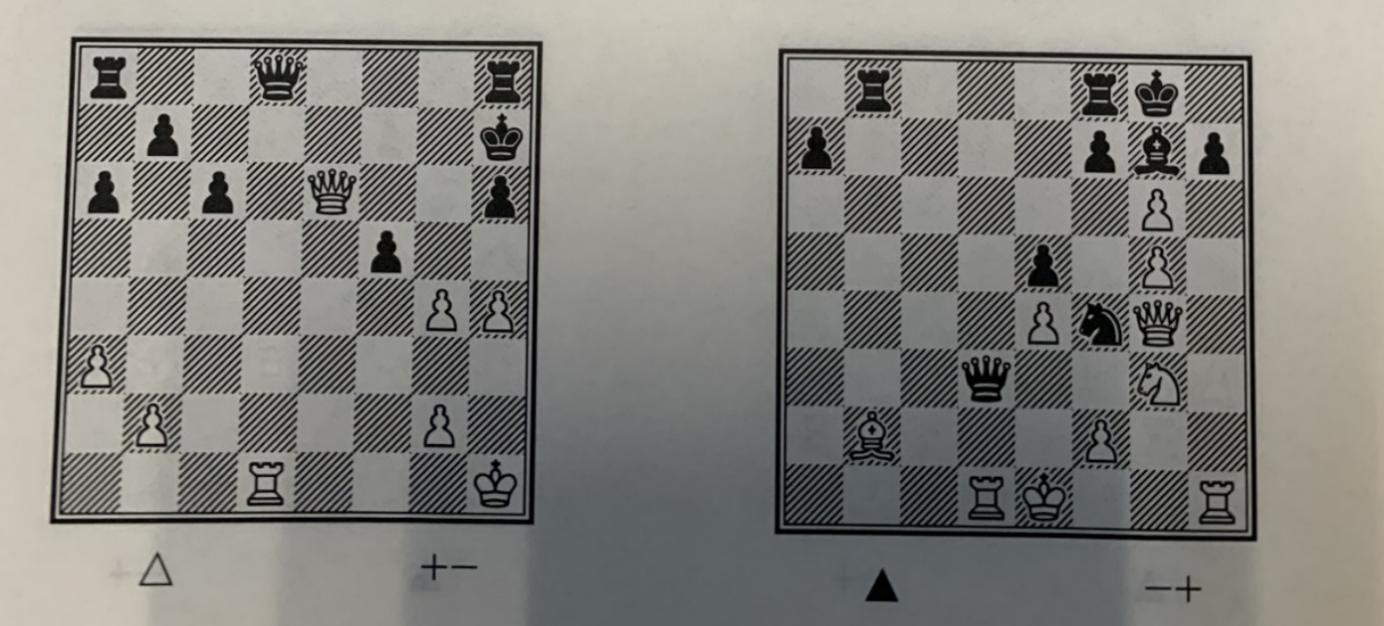 △ +−
▲ −+